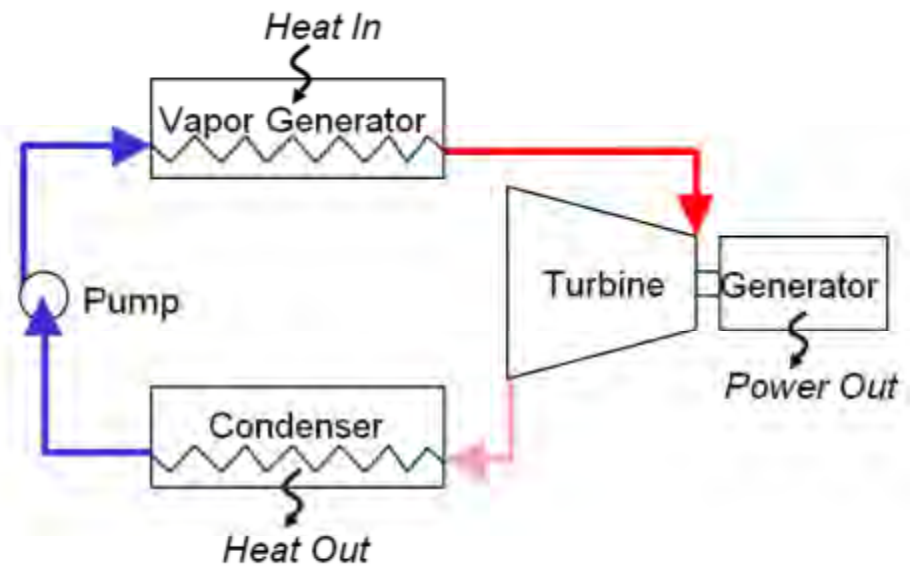 Heat In
Vapor Generator
Turbine
Generator
Pump
Power Out
Condenser
Heat Out